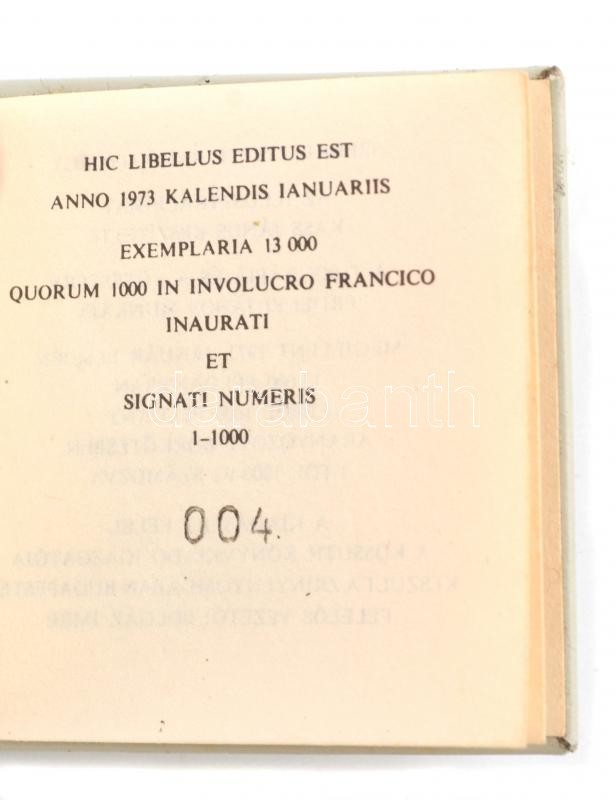 HIC LIBELLUS EDITUS EST
ANNO 1973 KALENDIS IANUARIIS
EXEMPLARIA 13 000
QUORUM 1000 IN INVOLUCRO FRANCICO
INAURATI
ET
SIGNATI NUMERIS
1-1000
004
darabanth